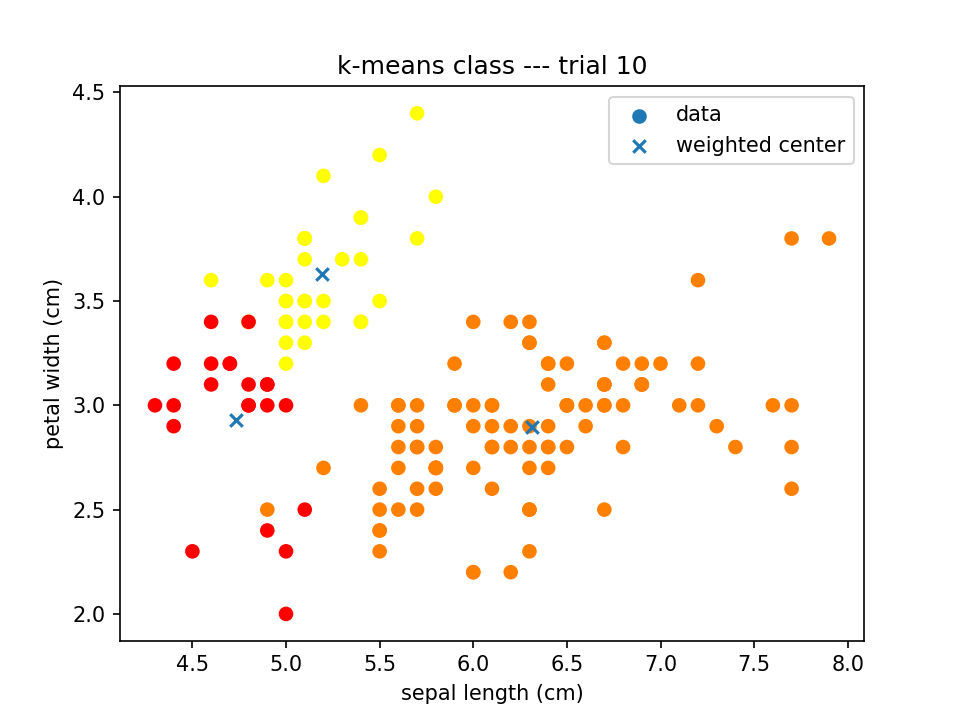 k-means class --- trial 10
data
weighted center
4.5
4.0
3.5
3.0
2.5
2.0
petal width (cm)
4.5 5.0 5.5 6.0 6.5 7.0 7.5 8.0
sepal length (cm)